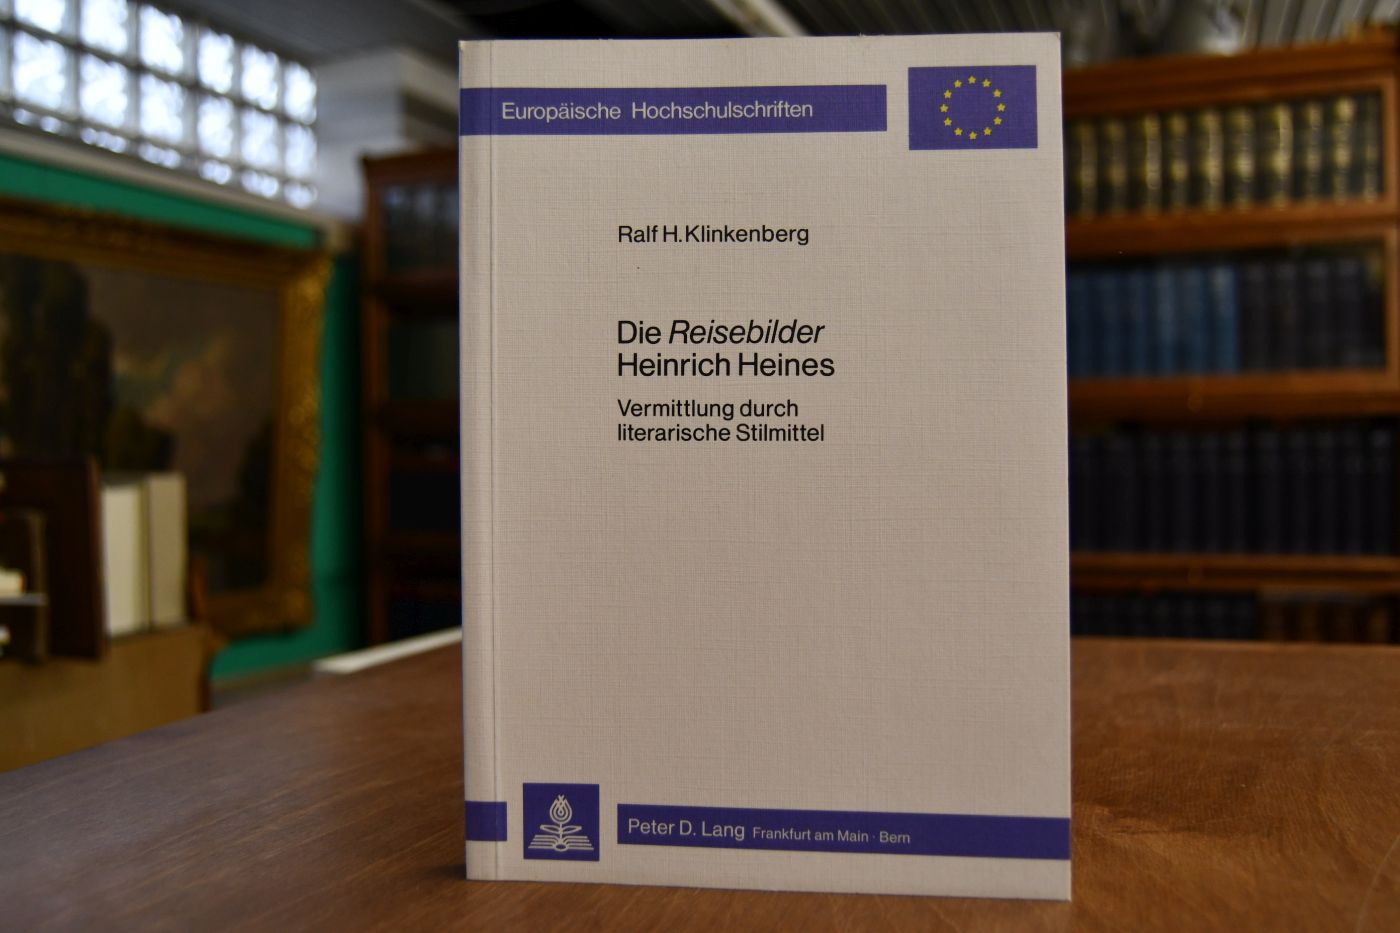 Europäische Hochschulschriften
Ralf H. Klinkenberg
Die Reisebilder
Heinrich Heines
Vermittlung durch
literarische Stilmittel
Peter D. Lang Frankfurt am Main · Bern